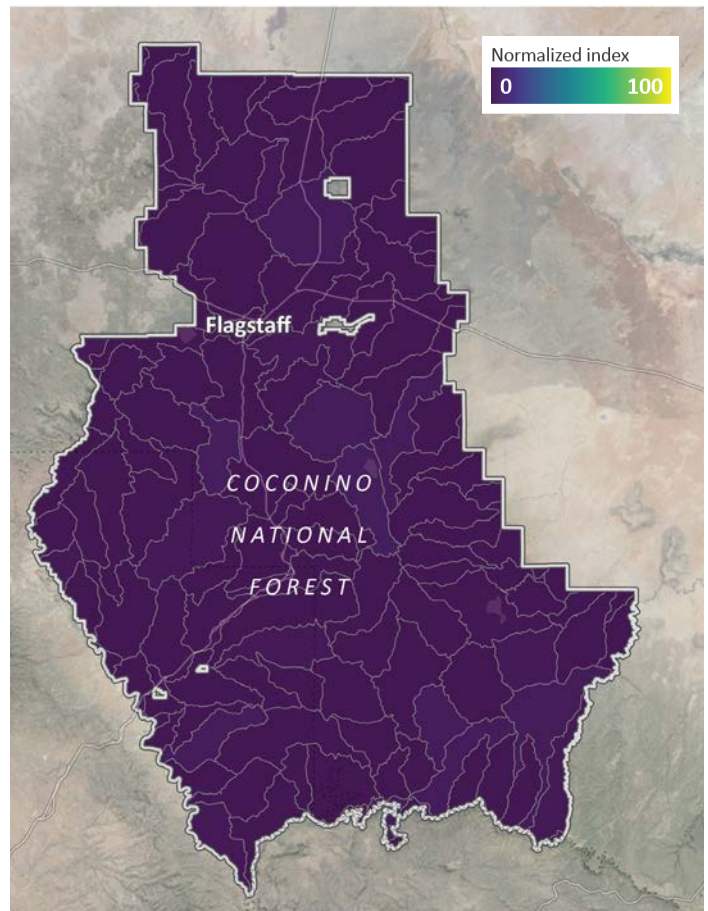 Normalized index
0 100
Flagstaff
COCONINO
NATIONAL
FOREST